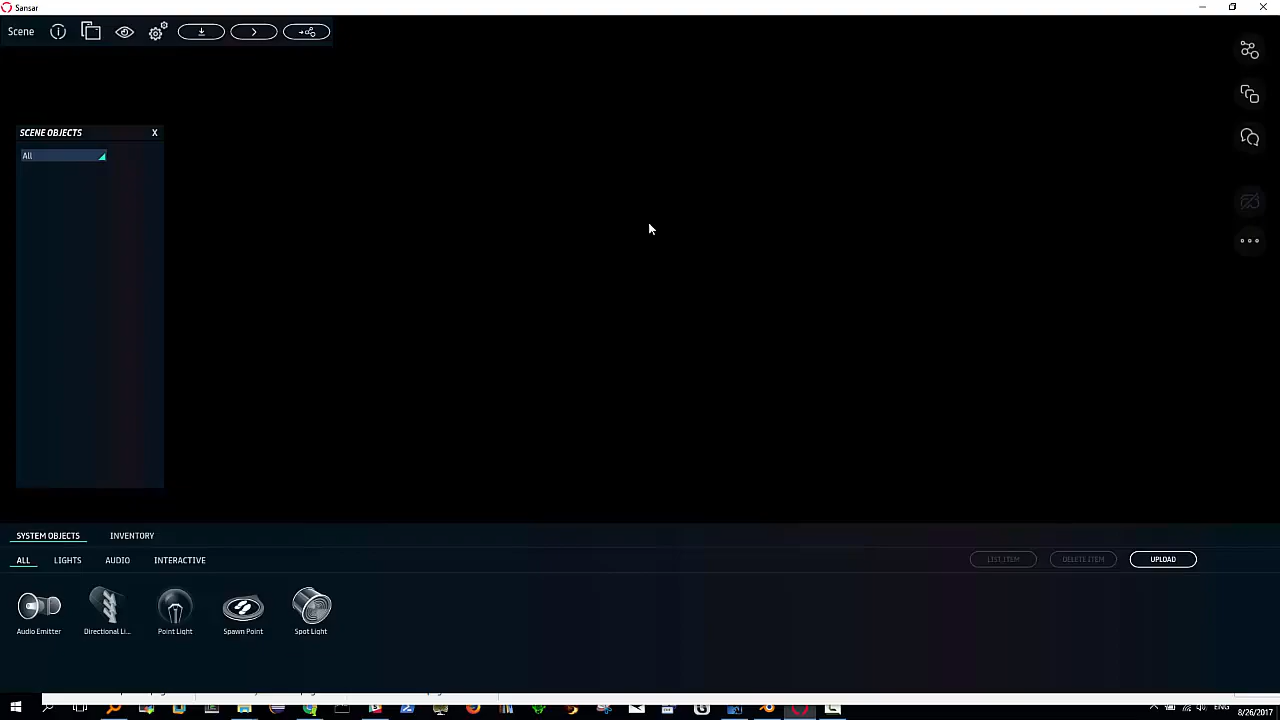 Sansar
Scene
SCENE OBJECTS X
All
SYSTEM OBJECTS INVENTORY
ALL LIGHTS AUDIO INTERACTIVE
LIST ITEM DELETE ITEM UPLOAD
Audio Emitter Directional Li... Point Light Spawn Point Spot Light
ENG
8/26/2017